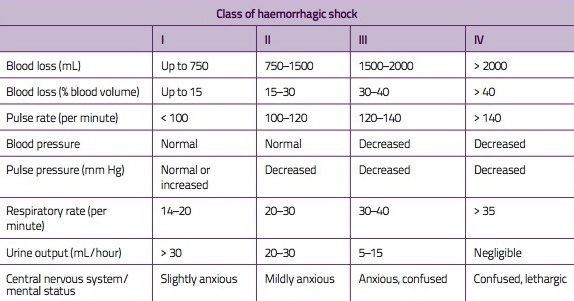 Class of haemorrhagic shock
I II III IV
Blood loss (mL) Up to 750 750–1500 1500–2000 > 2000
Blood loss (% blood volume) Up to 15 15–30 30–40 > 40
Pulse rate (per minute) < 100 100–120 120–140 > 140
Blood pressure Normal Normal Decreased Decreased
Pulse pressure (mm Hg) Normal or Decreased Decreased Decreased
increased
Respiratory rate (per 14–20 20–30 30–40 > 35
minute)
Urine output (mL/hour) > 30 20–30 5–15 Negligible
Central nervous system/ Slightly anxious Mildly anxious Anxious, confused Confused, lethargic
mental status